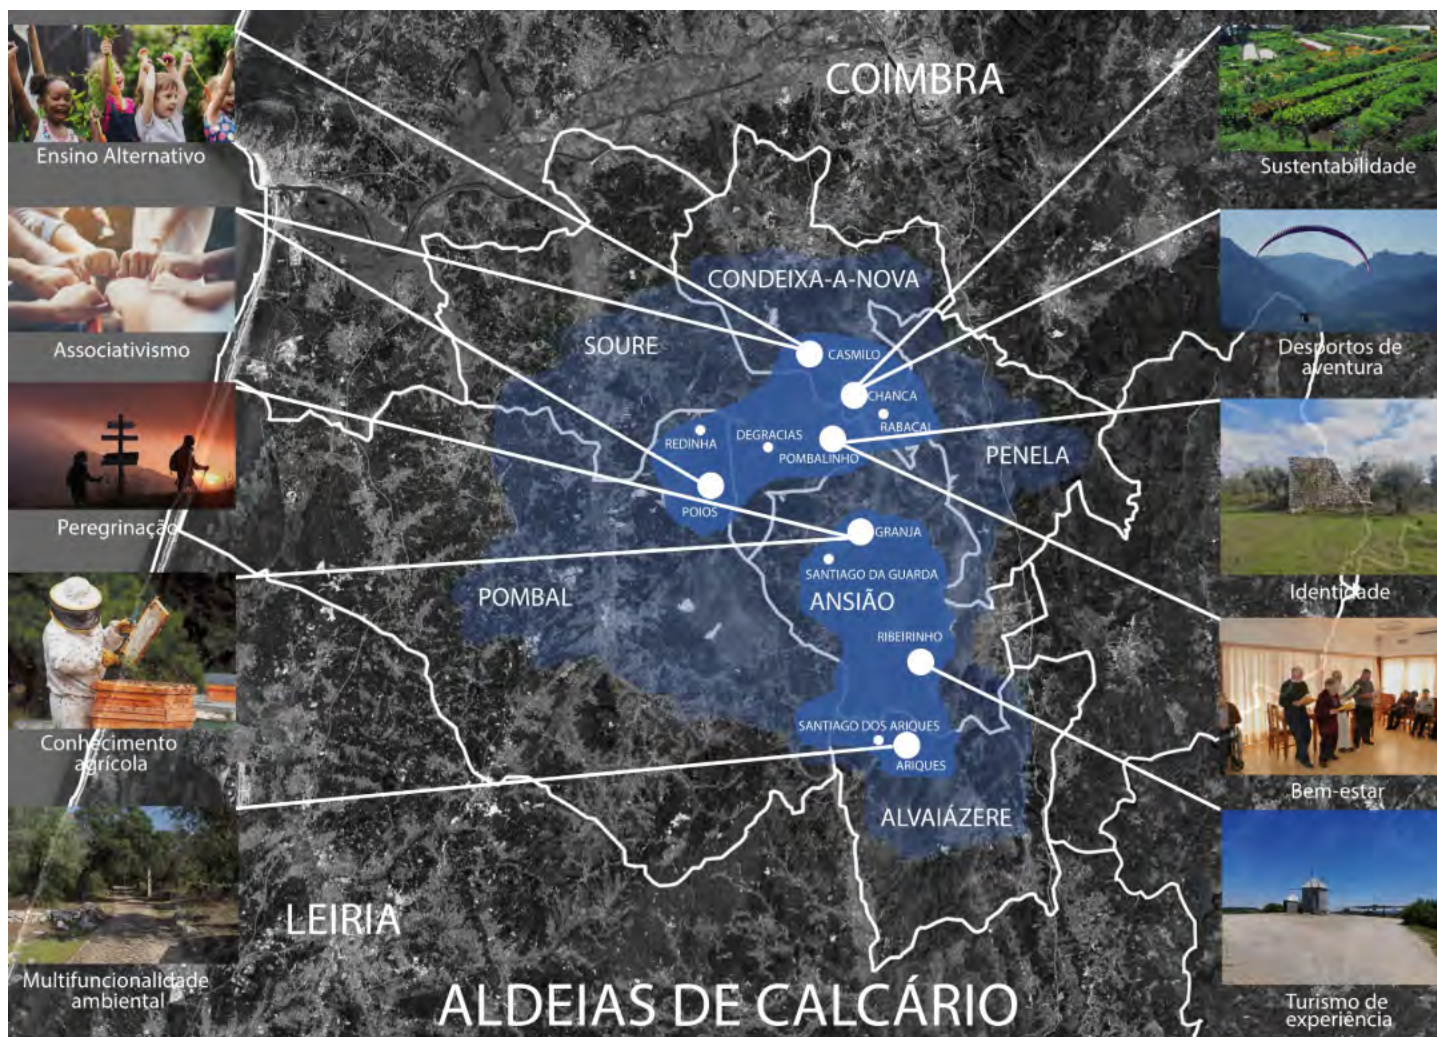 COIMBRA
Ensino Alternativo
Sustentabilidade
Associativismo
Desportos de
aventura
Peregrinação
Identidade
Conhecimento
agrícola
Bem-estar
Multifuncionalidade
ambiental
Turismo de
experiência
CONDEIXA-A-NOVA
SOURE
CASMILO
CHANCA
RABAÇAL
REDINHA
DEGRACIAS
POMBALINHO
PENELA
POIOS
GRANJA
SANTIAGO DA GUARDA
POMBAL
ANSIÃO
RIBEIRINHO
SANTIAGO DOS ARIQUES
ARIQUES
ALVAIÁZERE
LEIRIA
ALDEIAS DE CALCÁRIO